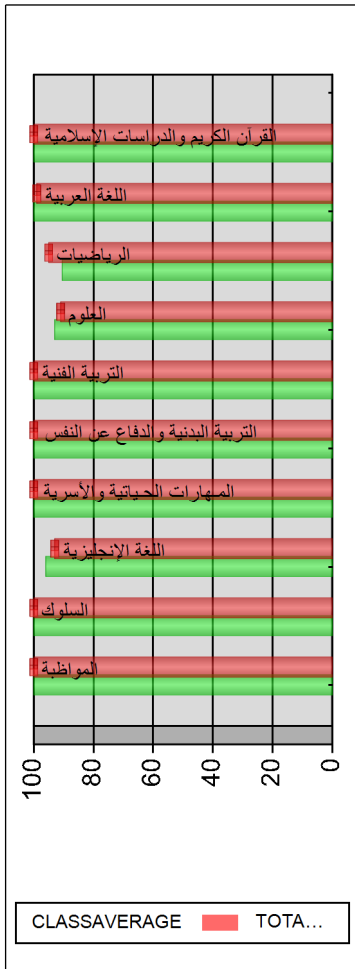 القرآن الكريم والدراسات الإسلامية
اللغة العربية
الرياضيات
العلوم
التربية الفنية
التربية البدنية والدفاع عن النفس
المهارات الحياتية والأسرية
اللغة الإنجليزية
السلوك
المواظبة
100
80
60
40
20
0
CLASSAVERAGE
TOTA...